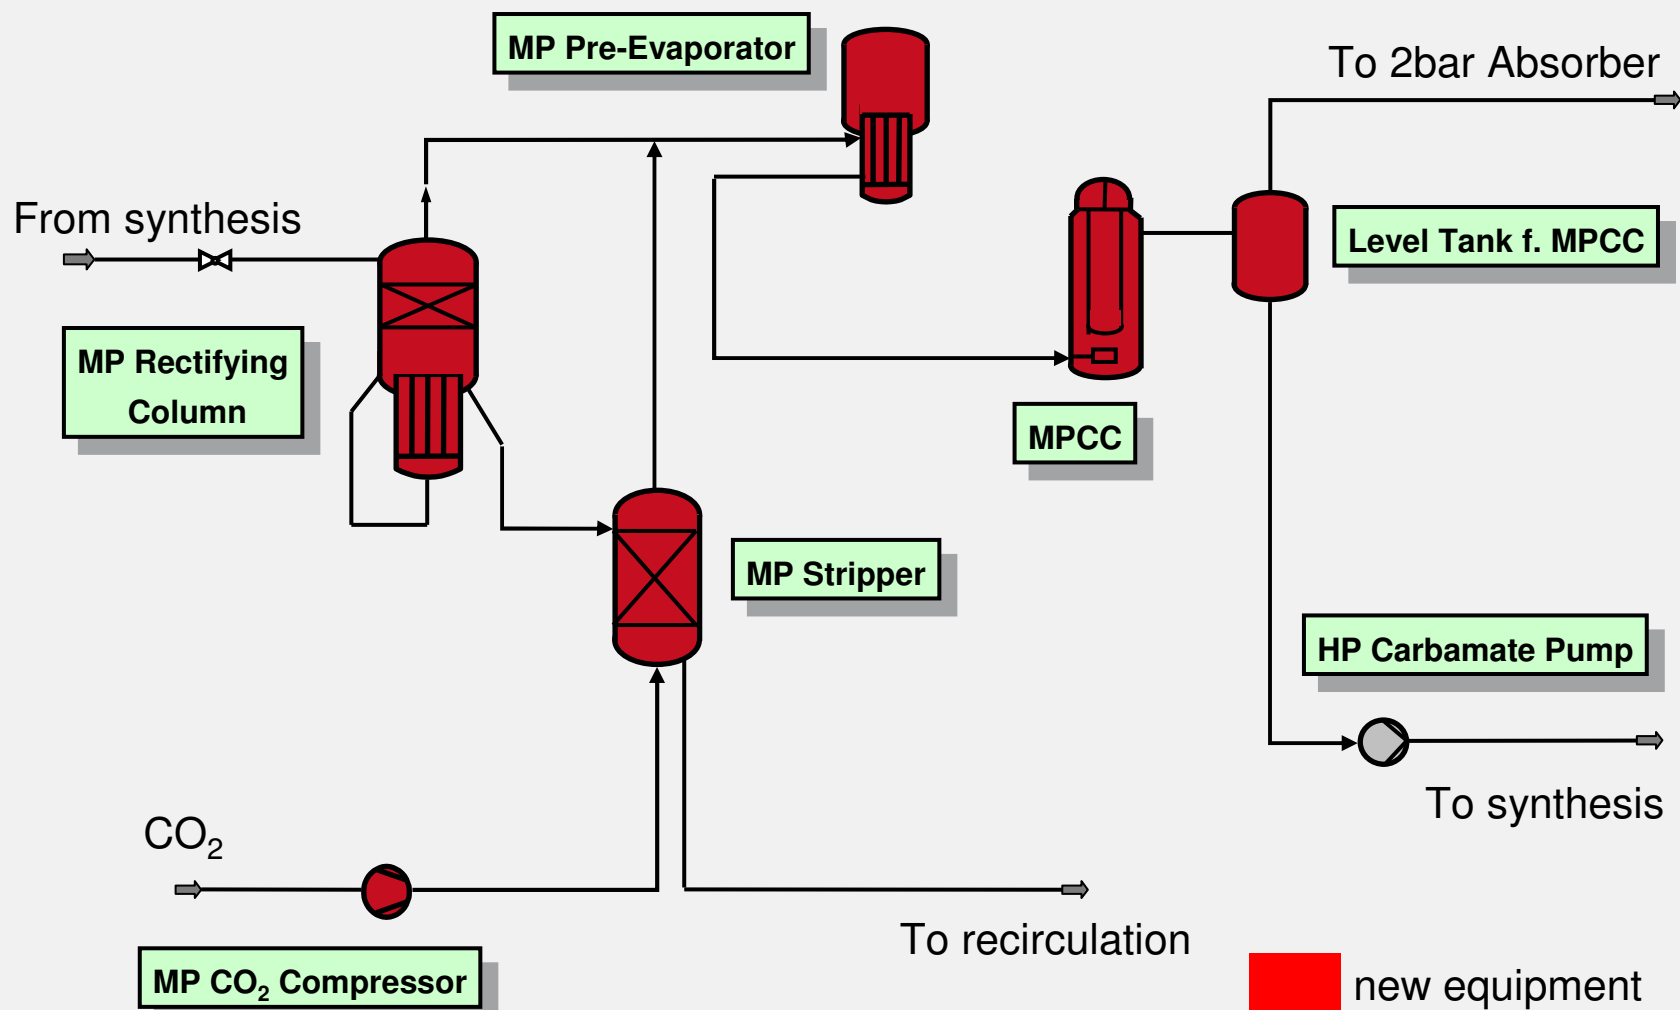 MP Pre-Evaporator
To 2bar Absorber
From synthesis
Level Tank f. MPCC
MP Rectifying
Column
MPCC
MP Stripper
HP Carbamate Pump
To synthesis
CO₂
To recirculation
MP CO₂ Compressor
new equipment